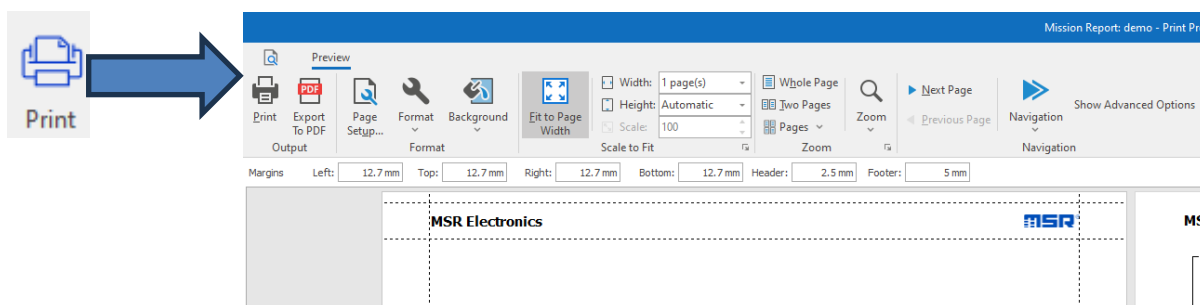 Print
Mission Report: demo - Print Pr
Preview
Print
PDF
Export
To PDF
Output
Page
Setup...
Format
Background
Format
Fit to Page
Width
Width: 1 page(s)
Height: Automatic
Scale: 100
Scale to Fit
Whole Page
Two Pages
Pages
Zoom
Zoom
Next Page
Previous Page
Navigation
Navigation
Show Advanced Options
Margins Left: 12.7 mm Top: 12.7 mm Right: 12.7 mm Bottom: 12.7 mm Header: 2.5 mm Footer: 5 mm
MSR Electronics
MSR
MS